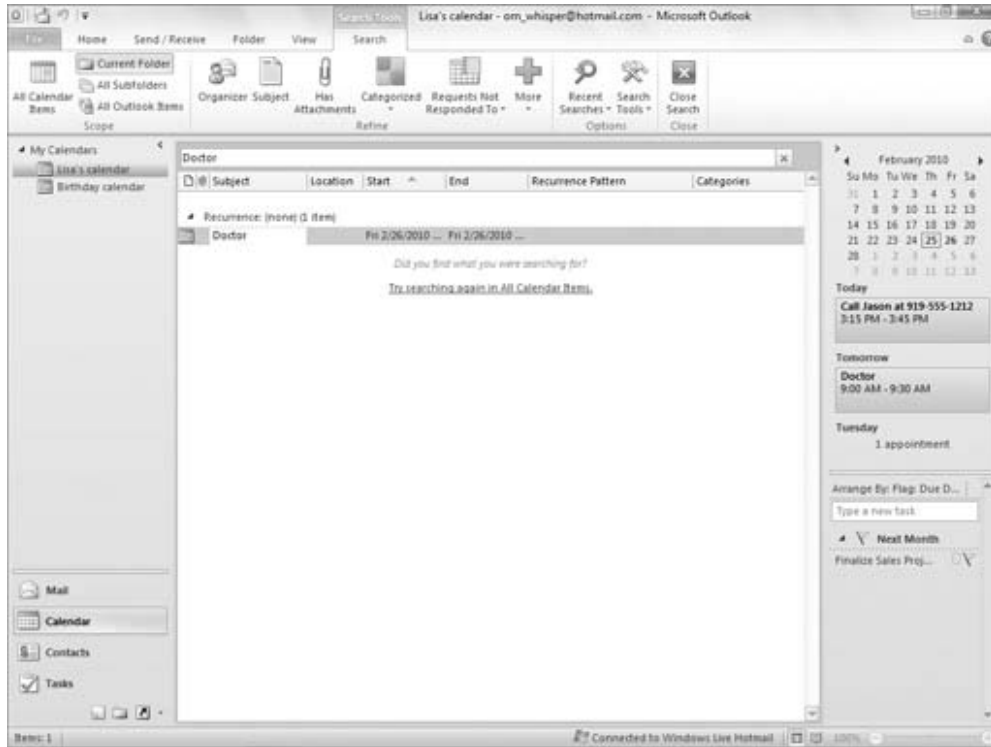 Search Tools
Lisa's calendar - om_whisper@hotmail.com - Microsoft Outlook
File Home Send / Receive Folder View Search
All Calendar Items
Current Folder
All Subfolders
All Outlook Items
Scope
Organizer
Subject
Has Attachments
Categorized
Requests Not Responded To
More
Refine
Recent Searches
Search Tools
Options
Close Search
Close
My Calendars
Lisa's calendar
Birthday calendar
Mail
Calendar
Contacts
Tasks
Doctor
Subject Location Start End Recurrence Pattern Categories
Recurrence: (none) (1 item)
Doctor Fri 2/26/2010 ... Fri 2/26/2010 ...
Did you find what you were searching for?
Try searching again in All Calendar Items.
February 2010
Su Mo Tu We Th Fr Sa
31 1 2 3 4 5 6
7 8 9 10 11 12 13
14 15 16 17 18 19 20
21 22 23 24 25 26 27
28 1 2 3 4 5 6
7 8 9 10 11 12 13
Today
Call Jason at 919-555-1212
3:15 PM - 3:45 PM
Tomorrow
Doctor
9:00 AM - 9:30 AM
Tuesday
1 appointment
Arrange By: Flag: Due D...
Type a new task
Next Month
Finalize Sales Proj...
Items: 1
Connected to Windows Live Hotmail
100%